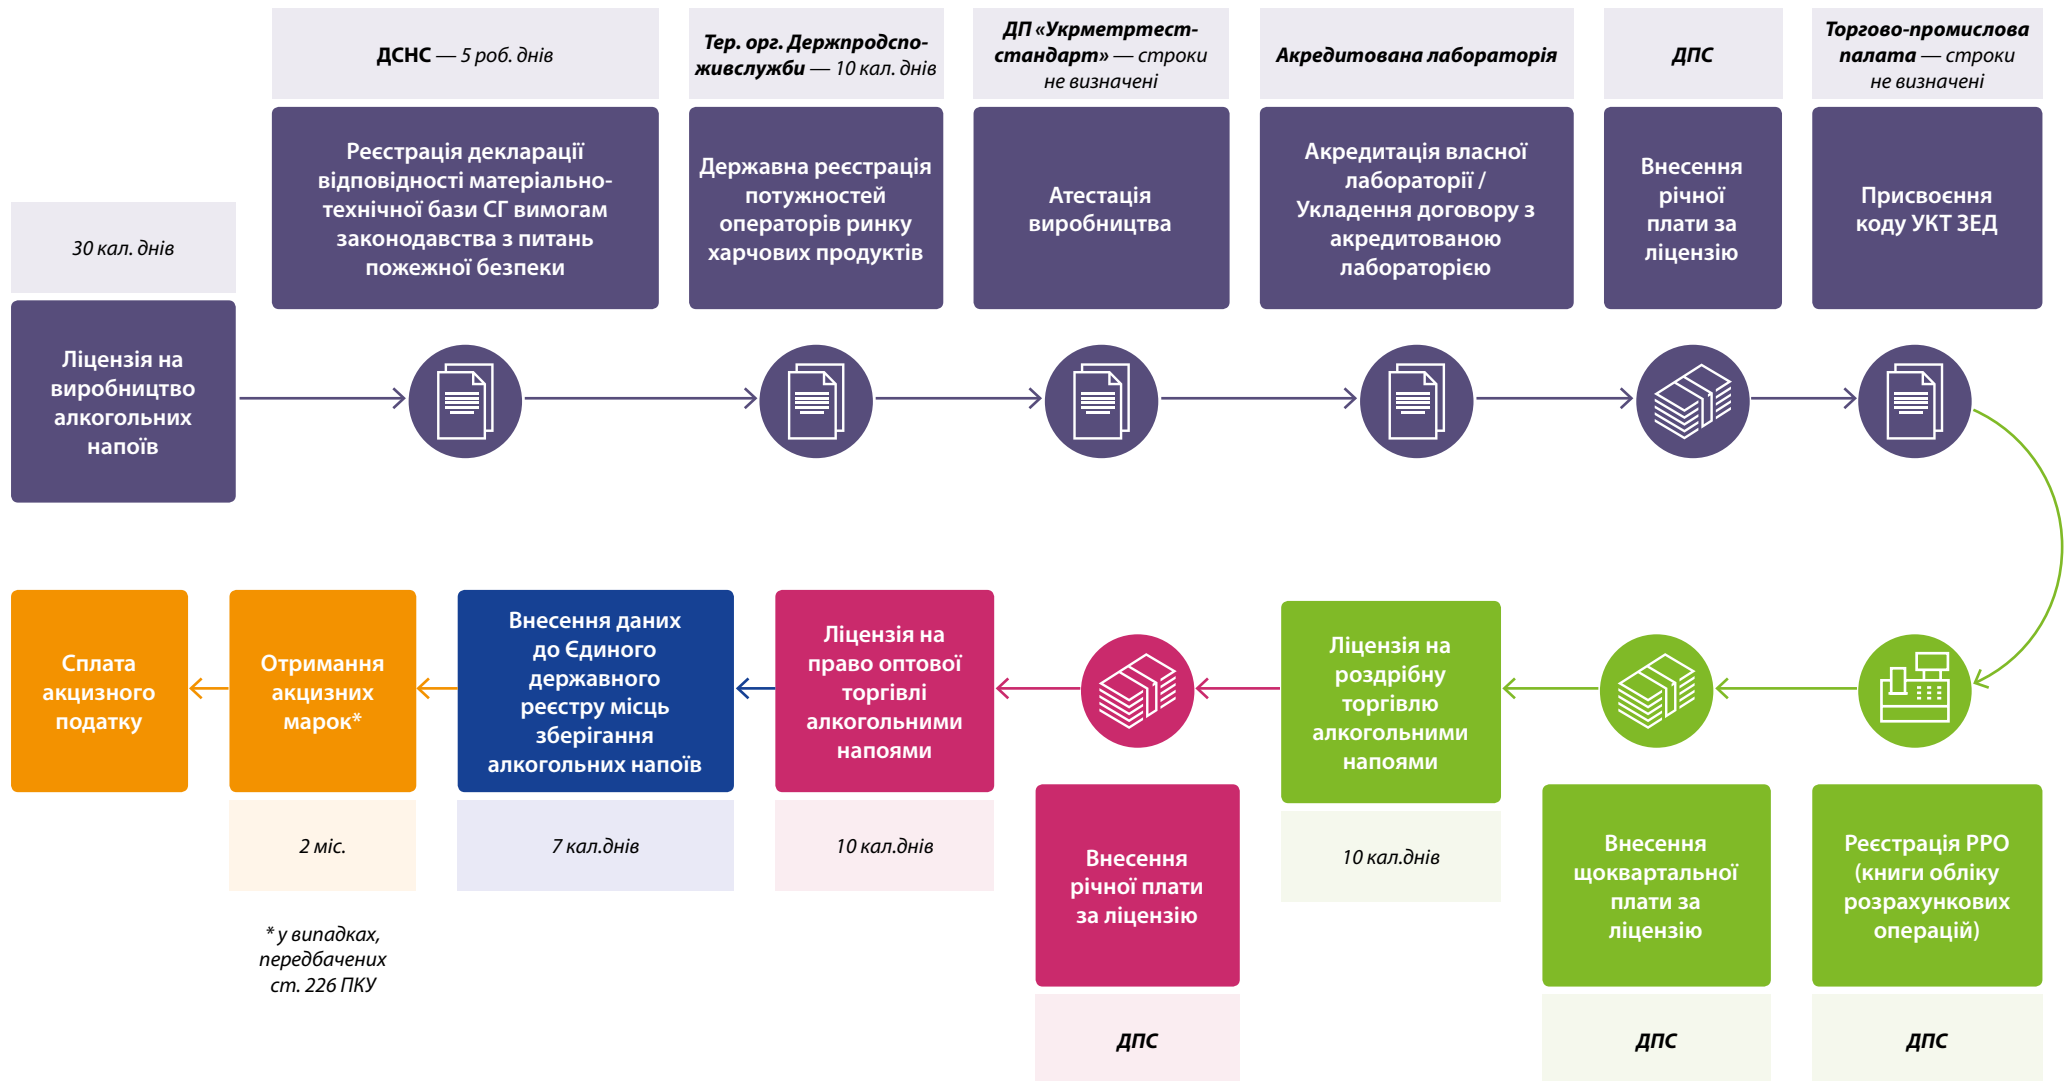 ДСНС — 5 роб. днів
Тер. орг. Держпродспо-
живслужби — 10 кал. днів
ДП «Укрметртест-
стандарт» — строки
не визначені
Акредитована лабораторія
ДПС
Торгово-промислова
палата — строки
не визначені
30 кал. днів
Ліцензія на
виробництво
алкогольних
напоїв
Реєстрація декларації
відповідності матеріально-
технічної бази СГ вимогам
законодавства з питань
пожежної безпеки
Державна реєстрація
потужностей
операторів ринку
харчових продуктів
Атестація
виробництва
Акредитація власної
лабораторії /
Укладення договору з
акредитованою
лабораторією
Внесення
річної
плати за
ліцензію
Присвоєння
коду УКТ ЗЕД
Сплата
акцизного
податку
Отримання
акцизних
марок*
2 міс.
* у випадках,
передбачених
ст. 226 ПКУ
Внесення даних
до Єдиного
державного
реєстру місць
зберігання
алкогольних напоїв
7 кал.днів
Ліцензія на
право оптової
торгівлі
алкогольними
напоями
10 кал.днів
Внесення
річної плати
за ліцензію
ДПС
Ліцензія на
роздрібну
торгівлю
алкогольними
напоями
10 кал.днів
Внесення
щоквартальної
плати за
ліцензію
ДПС
Реєстрація РРО
(книги обліку
розрахункових
операцій)
ДПС